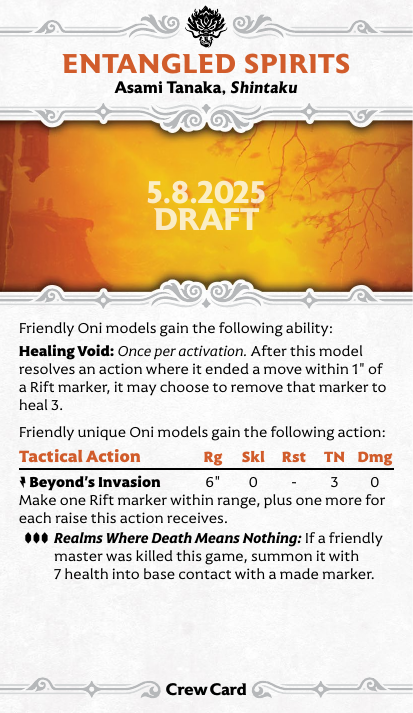 ENTANGLED SPIRITS
Asami Tanaka, Shintaku
5.8.2025
DRAFT
Friendly Oni models gain the following ability:
Healing Void: Once per activation. After this model
resolves an action where it ended a move within 1" of
a Rift marker, it may choose to remove that marker to
heal 3.
Friendly unique Oni models gain the following action:
Tactical Action Rg Skl Rst TN Dmg
Beyond's Invasion 6" 0 - 3 0
Make one Rift marker within range, plus one more for
each raise this action receives.
Realms Where Death Means Nothing: If a friendly
master was killed this game, summon it with
7 health into base contact with a made marker.
Crew Card